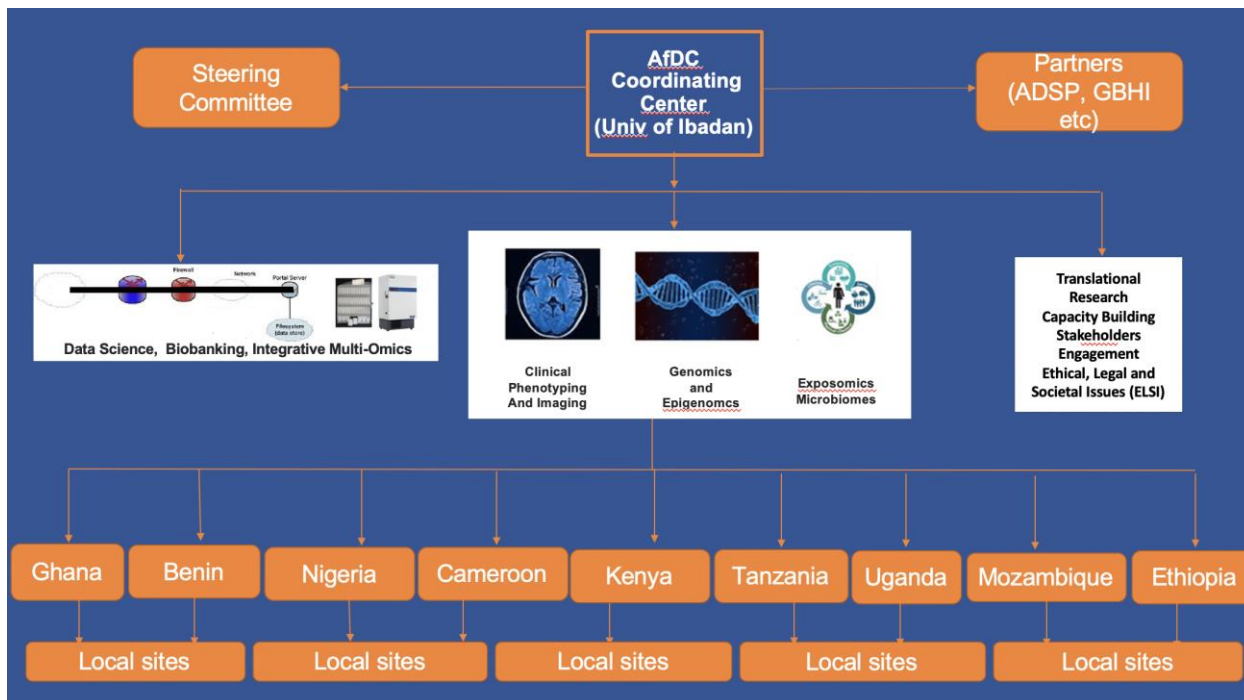 Steering
Committee
AfDC
Coordinating
Center
(Univ of Ibadan)
Partners
(ADSP, GBHI
etc)
Firewall
Network
Portal Server
Filesystem
(data store)
Data Science, Biobanking, Integrative Multi-Omics
Clinical
Phenotyping
And Imaging
Genomics
and
Epigenomcs
Exposomics
Microbiomes
Translational
Research
Capacity Building
Stakeholders
Engagement
Ethical, Legal and
Societal Issues (ELSI)
Ghana
Benin
Nigeria
Cameroon
Kenya
Tanzania
Uganda
Mozambique
Ethiopia
Local sites
Local sites
Local sites
Local sites
Local sites